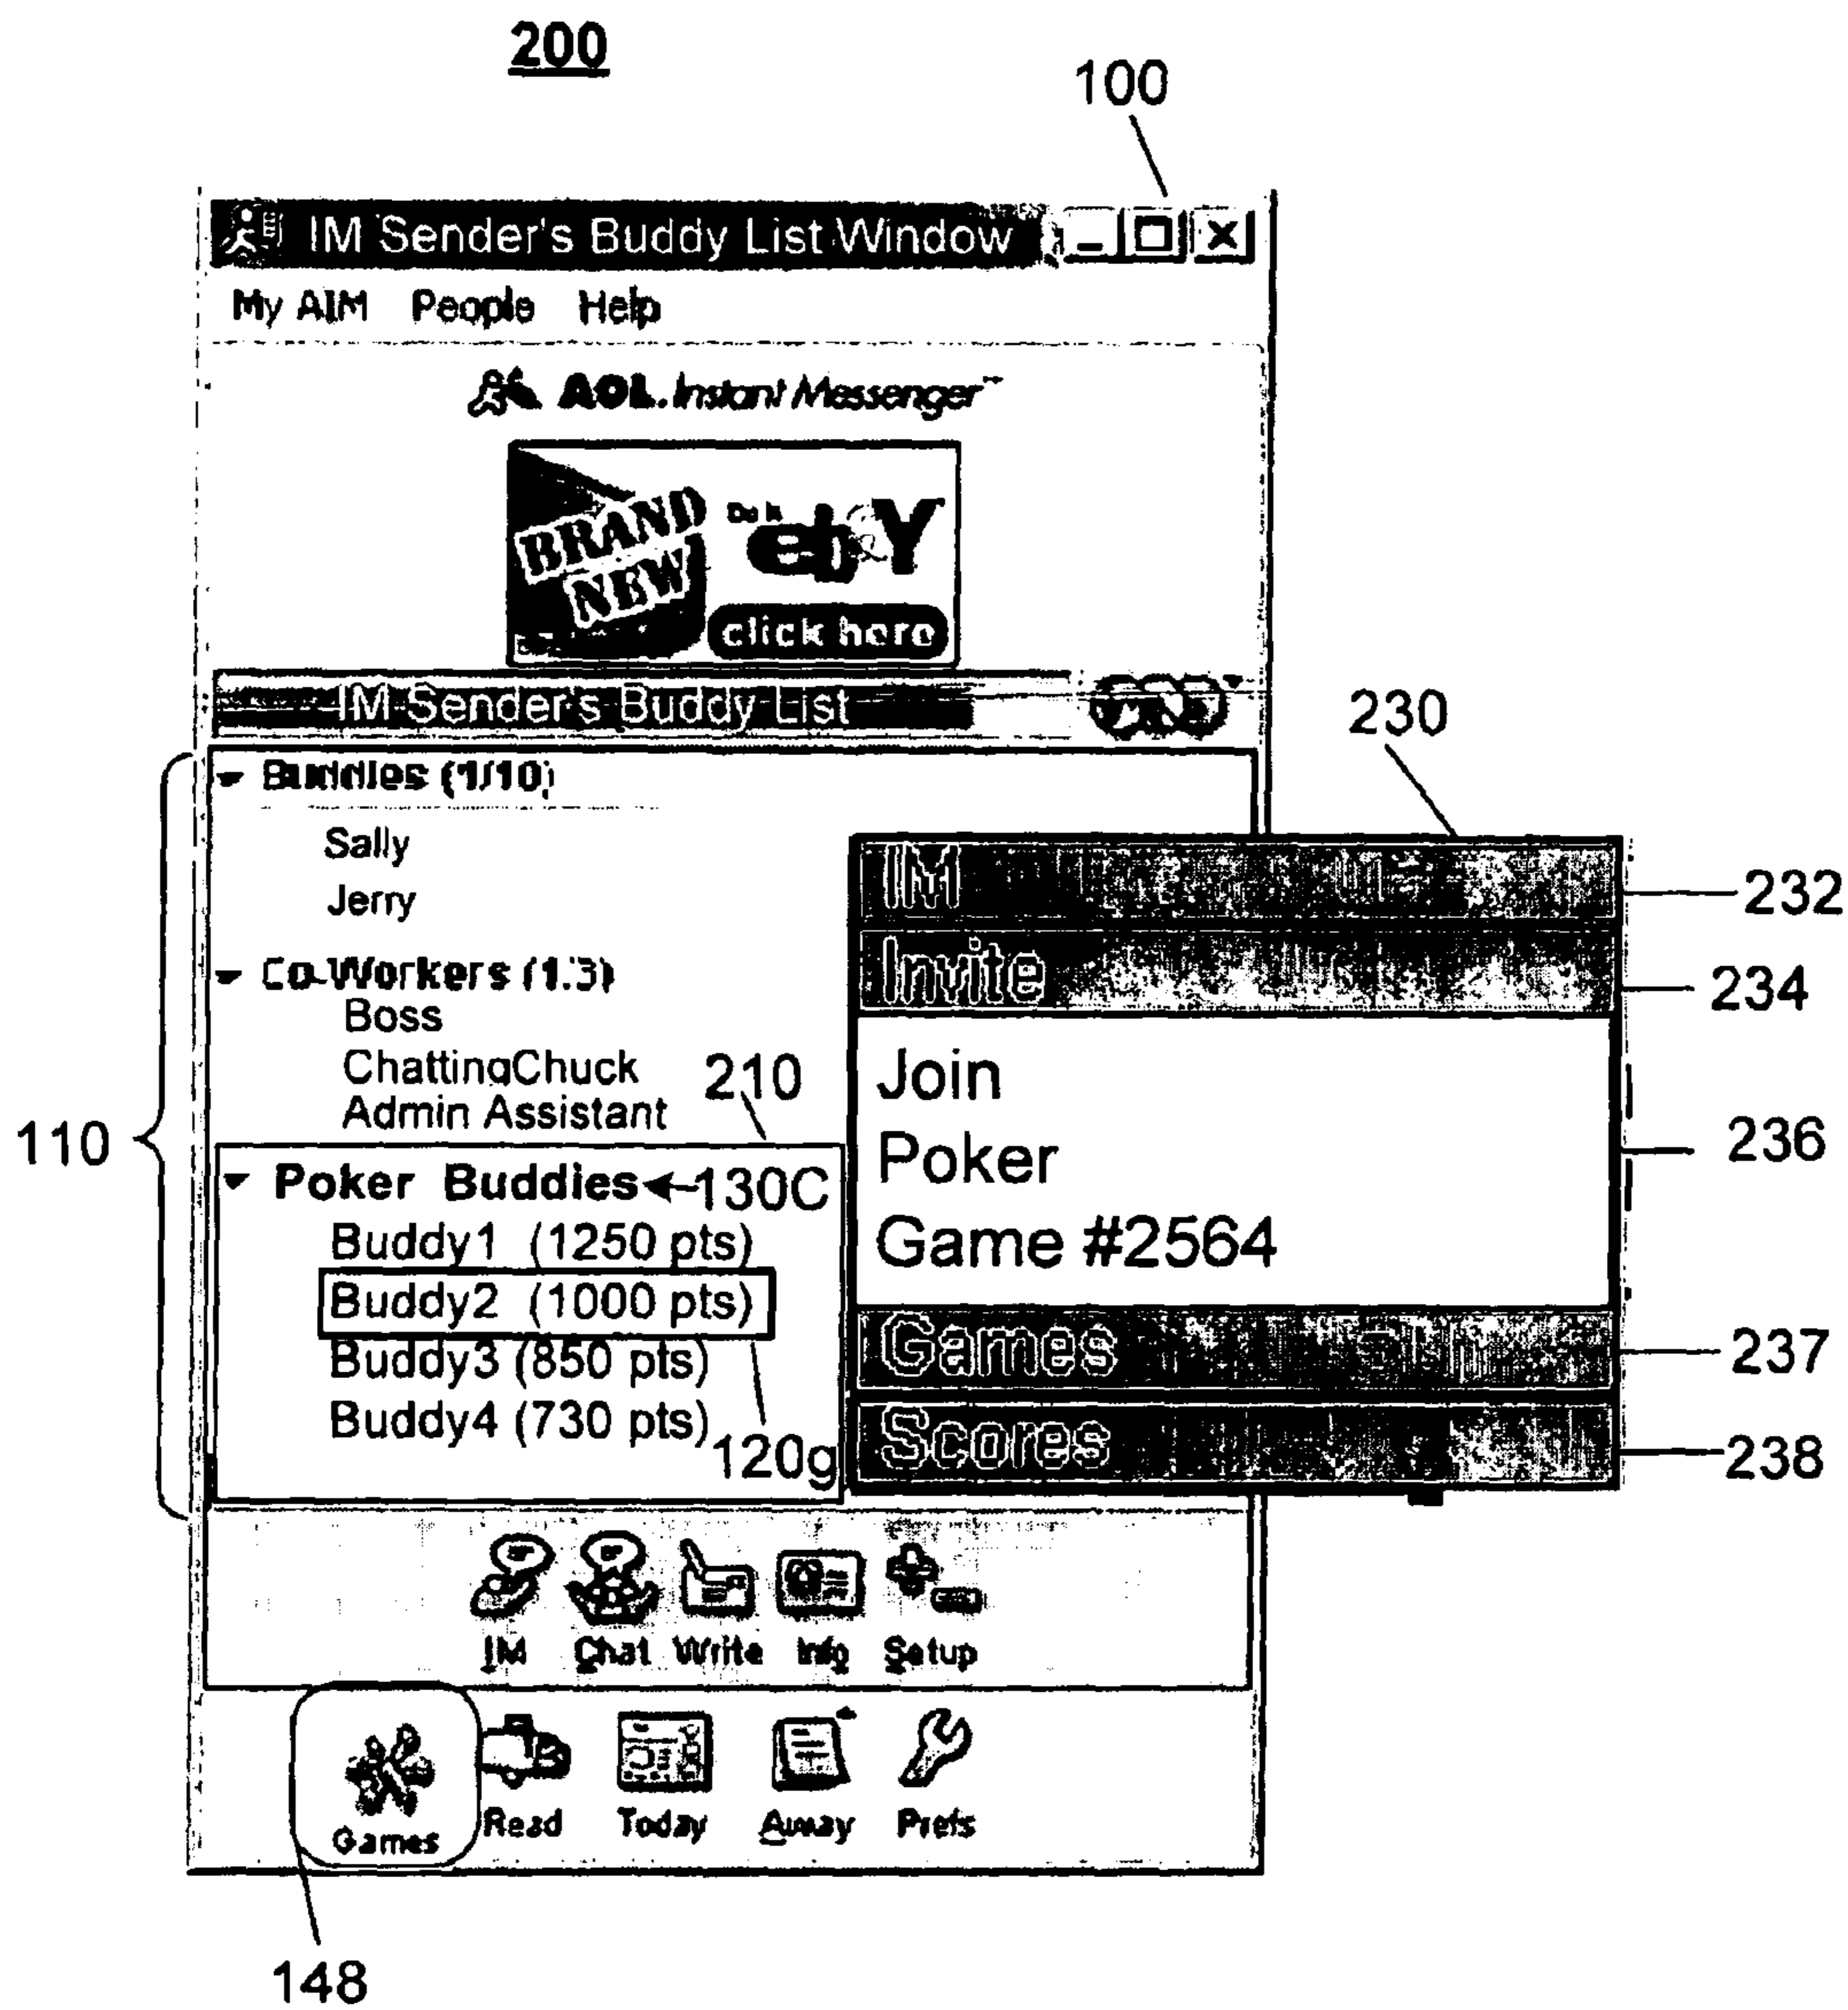 200
100
IM Sender's Buddy List Window
My AIM People Help
AOL Instant Messenger™
BRAND NEW
Do it
ebay
click here
IM Sender's Buddy List
230
Buddies (1/10)
Sally
Jerry
IM
232
Invite
234
Co-Workers (1/3)
Boss
ChattingChuck
Admin Assistant
210
110
Join
Poker
Game #2564
236
Poker Buddies
130C
Buddy1 (1250 pts)
Buddy2 (1000 pts)
Buddy3 (850 pts)
Buddy4 (730 pts)
120g
Games
237
Scores
238
IM Chat Write Info Setup
Games Read Today Away Prefs
148